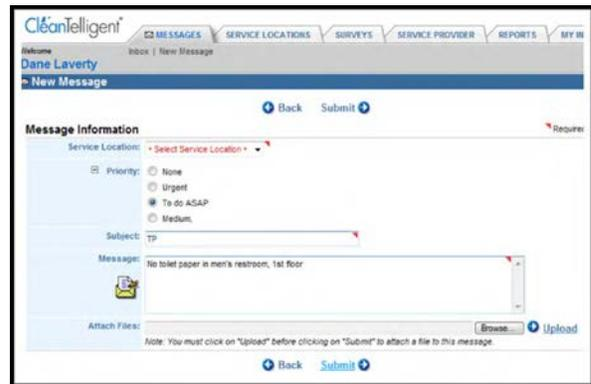 CleanTelligent
MESSAGES SERVICE LOCATIONS SURVEYS SERVICE PROVIDER REPORTS MY IN
Welcome Inbox | New Message
Dane Laverty
New Message
Back Submit
Message Information Required
Service Location: • Select Service Location •
Priority: None
Urgent
To do ASAP
Medium,
Subject: TP
Message: No toilet paper in men's restroom, 1st floor
Attach Files: Browse... Upload
Note: You must click on "Upload" before clicking on "Submit" to attach a file to this message.
Back Submit